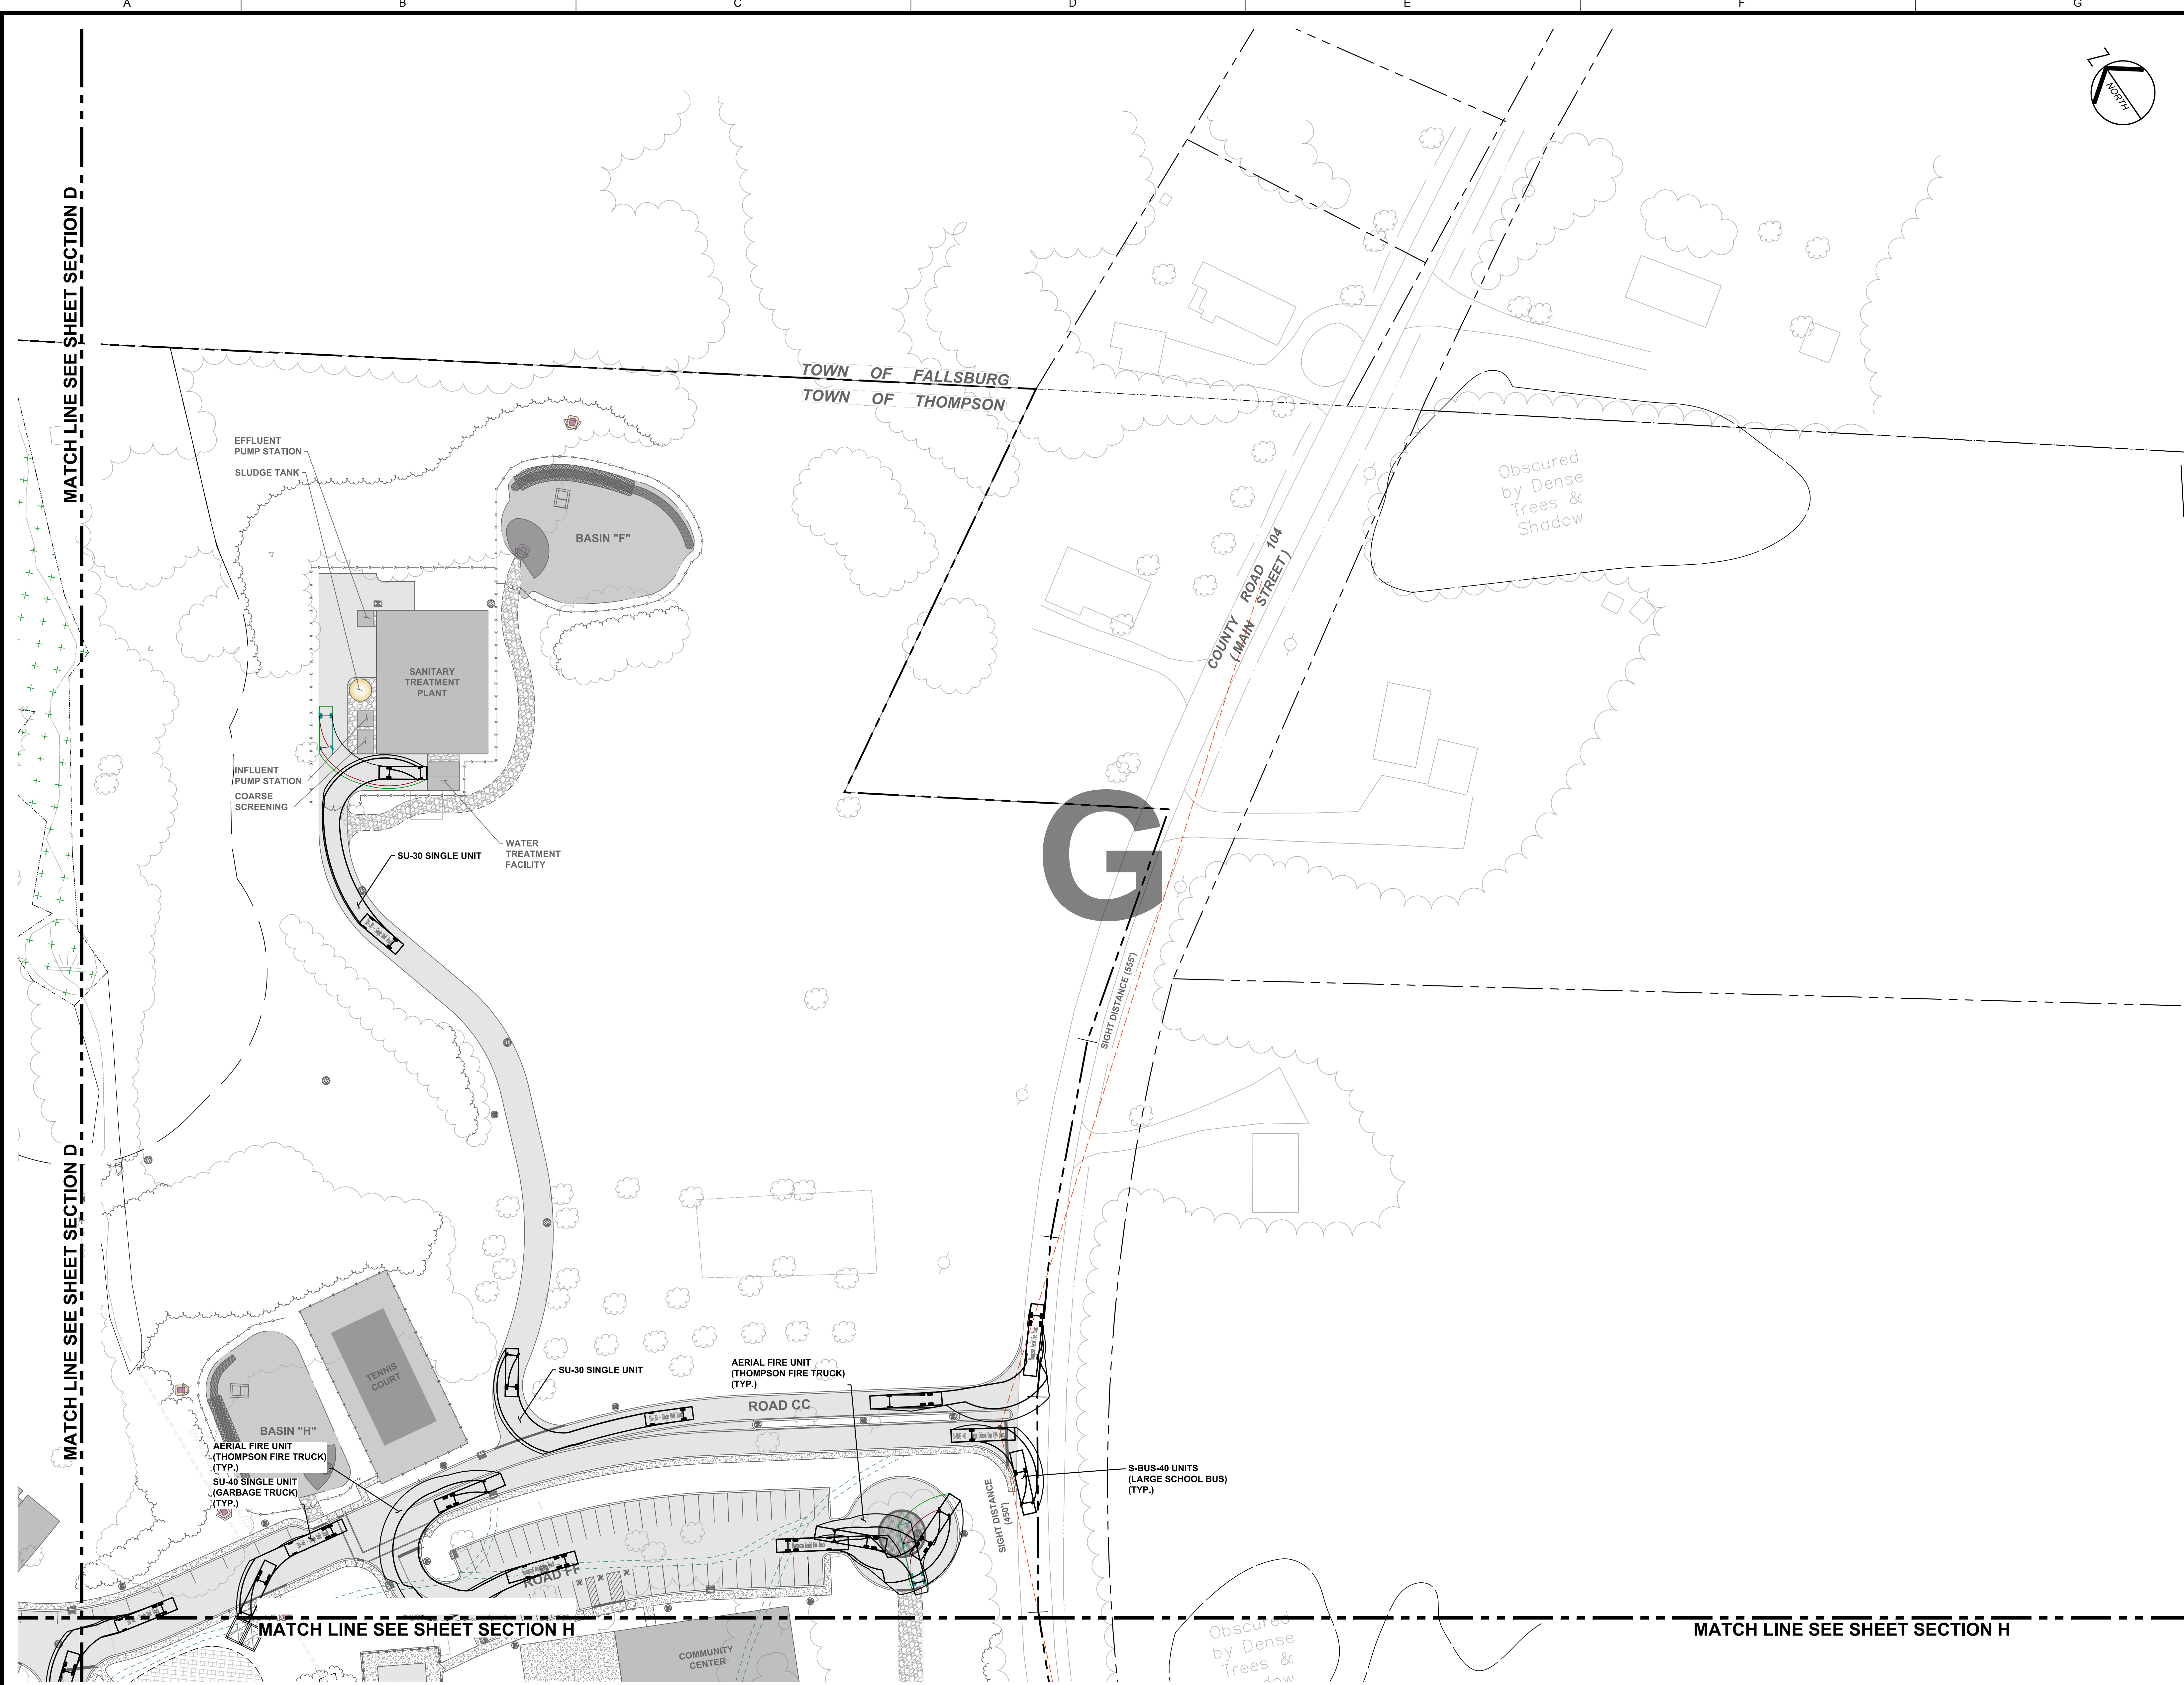 A
B
C
D
E
F
G
NORTH
MATCH LINE SEE SHEET SECTION D
TOWN OF FALLSBURG
TOWN OF THOMPSON
EFFLUENT
PUMP STATION
SLUDGE TANK
BASIN "F"
Obscured
by Dense
Trees &
Shadow
COUNTY ROAD 104
( MAIN STREET )
SANITARY
TREATMENT
PLANT
INFLUENT
PUMP STATION
COARSE
SCREENING
WATER
TREATMENT
FACILITY
SU-30 SINGLE UNIT
G
SIGHT DISTANCE (555')
MATCH LINE SEE SHEET SECTION D
TENNIS
COURT
SU-30 SINGLE UNIT
AERIAL FIRE UNIT
(THOMPSON FIRE TRUCK)
(TYP.)
ROAD CC
BASIN "H"
AERIAL FIRE UNIT
(THOMPSON FIRE TRUCK)
(TYP.)
SU-40 SINGLE UNIT
(GARBAGE TRUCK)
(TYP.)
S-BUS-40 UNITS
(LARGE SCHOOL BUS)
(TYP.)
SIGHT DISTANCE
(450')
ROAD FF
MATCH LINE SEE SHEET SECTION H
MATCH LINE SEE SHEET SECTION H
COMMUNITY
CENTER
Obscured
by Dense
Trees &